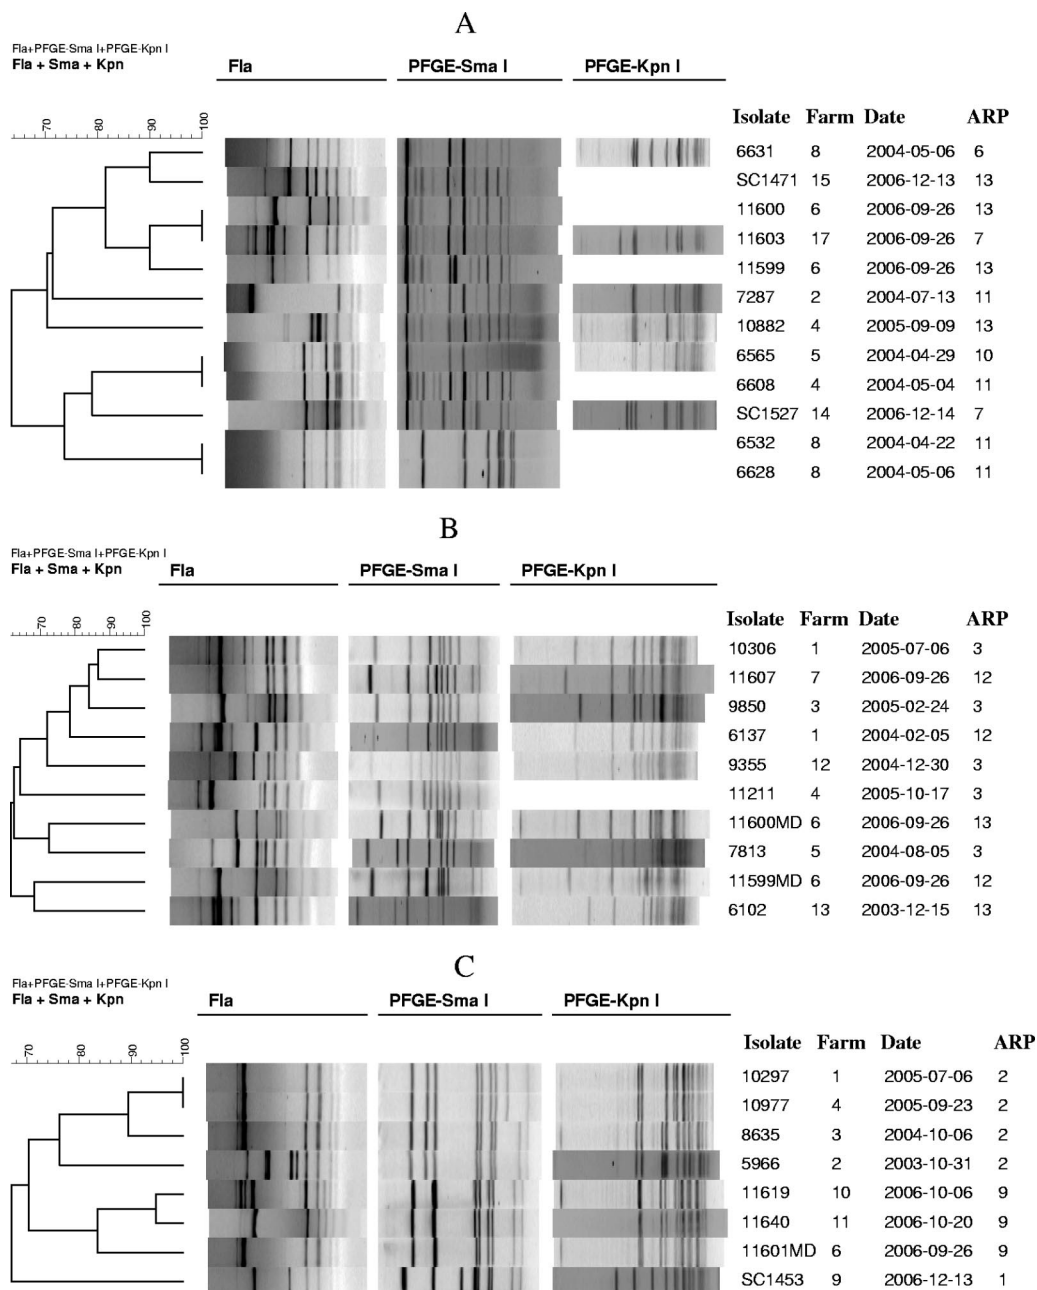 A
Fla+PFGE-Sma I+PFGE-Kpn I
Fla + Sma + Kpn Fla PFGE-Sma I PFGE-Kpn I
70 80 90 100
Isolate Farm Date ARP
6631 8 2004-05-06 6
SC1471 15 2006-12-13 13
11600 6 2006-09-26 13
11603 17 2006-09-26 7
11599 6 2006-09-26 13
7287 2 2004-07-13 11
10882 4 2005-09-09 13
6565 5 2004-04-29 10
6608 4 2004-05-04 11
SC1527 14 2006-12-14 7
6532 8 2004-04-22 11
6628 8 2004-05-06 11
B
Fla+PFGE-Sma I+PFGE-Kpn I
Fla + Sma + Kpn Fla PFGE-Sma I PFGE-Kpn I
70 80 90 100
Isolate Farm Date ARP
10306 1 2005-07-06 3
11607 7 2006-09-26 12
9850 3 2005-02-24 3
6137 1 2004-02-05 12
9355 12 2004-12-30 3
11211 4 2005-10-17 3
11600MD 6 2006-09-26 13
7813 5 2004-08-05 3
11599MD 6 2006-09-26 12
6102 13 2003-12-15 13
C
Fla+PFGE-Sma I+PFGE-Kpn I
Fla + Sma + Kpn Fla PFGE-Sma I PFGE-Kpn I
70 80 90 100
Isolate Farm Date ARP
10297 1 2005-07-06 2
10977 4 2005-09-23 2
8635 3 2004-10-06 2
5966 2 2003-10-31 2
11619 10 2006-10-06 9
11640 11 2006-10-20 9
11601MD 6 2006-09-26 9
SC1453 9 2006-12-13 1